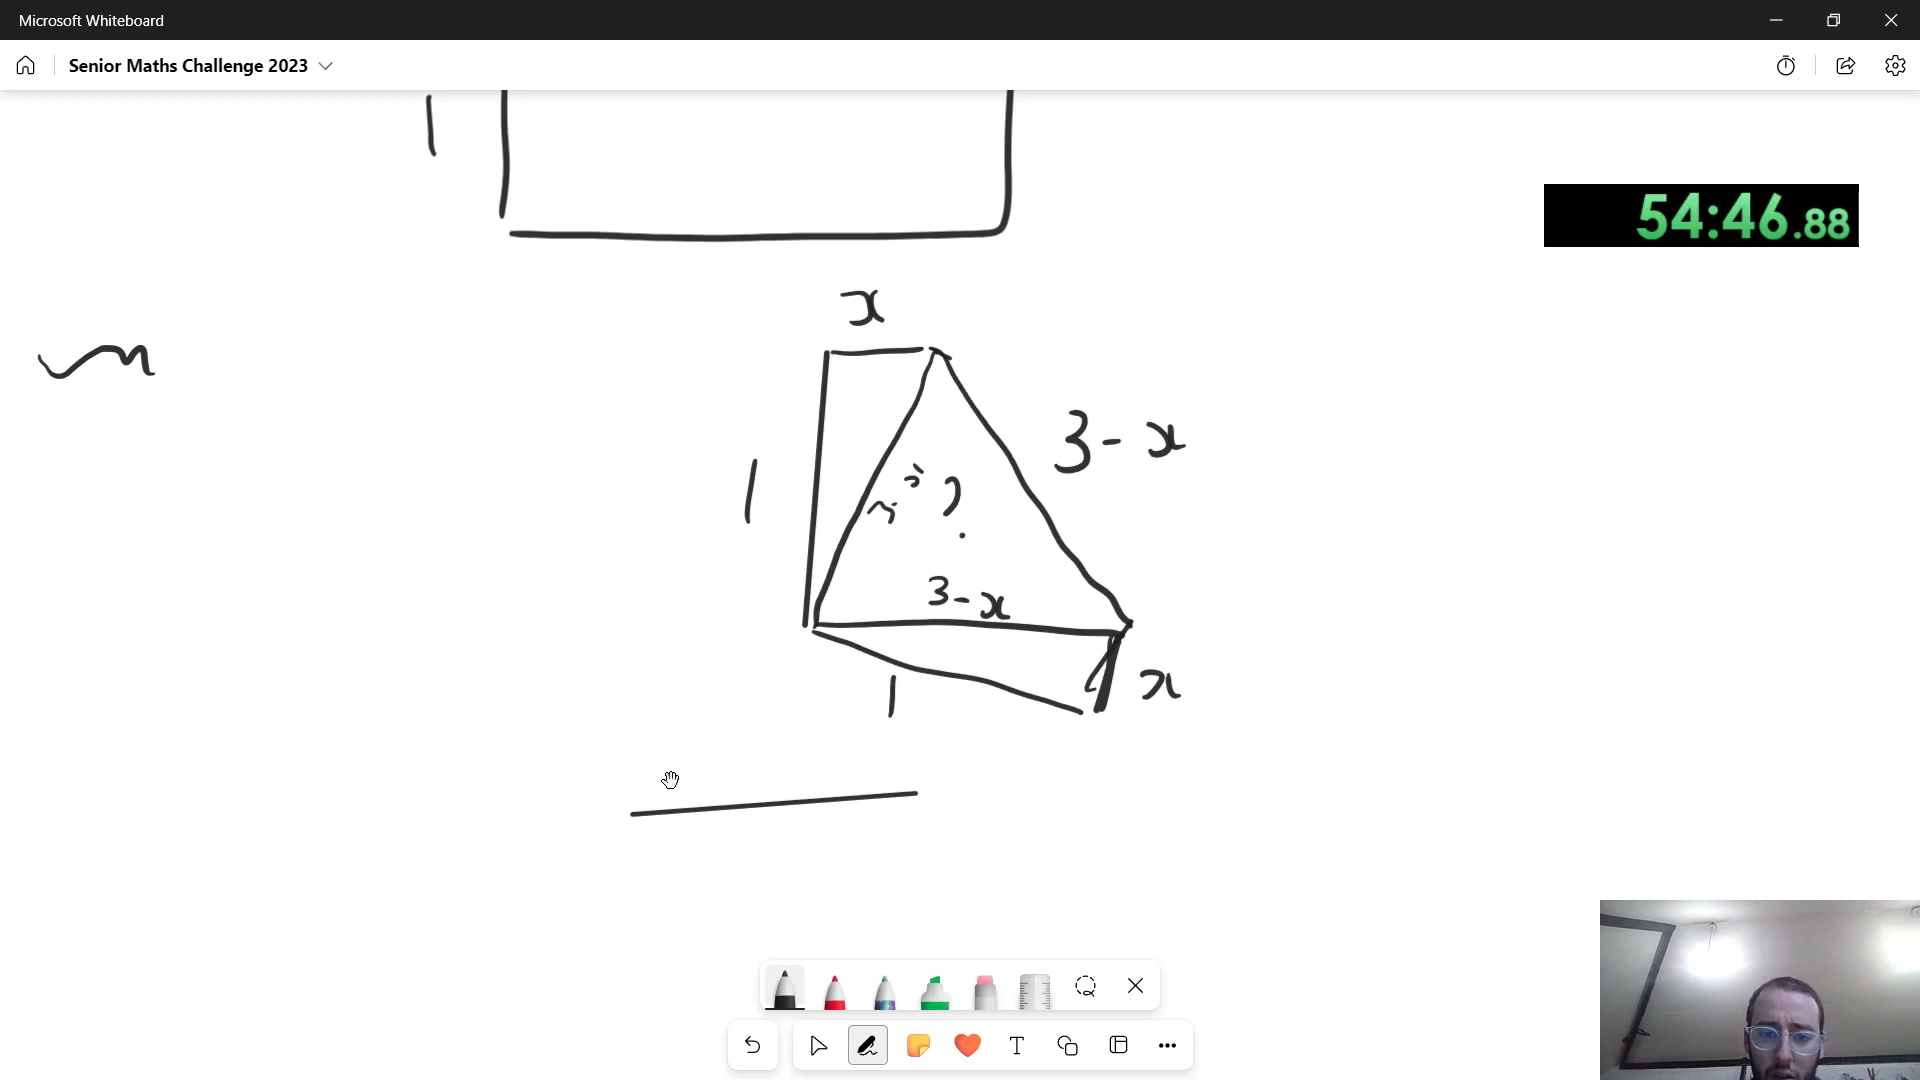 Microsoft Whiteboard
Senior Maths Challenge 2023
1
54:46.88
x
3-x
1
?
3-x
x
1
T